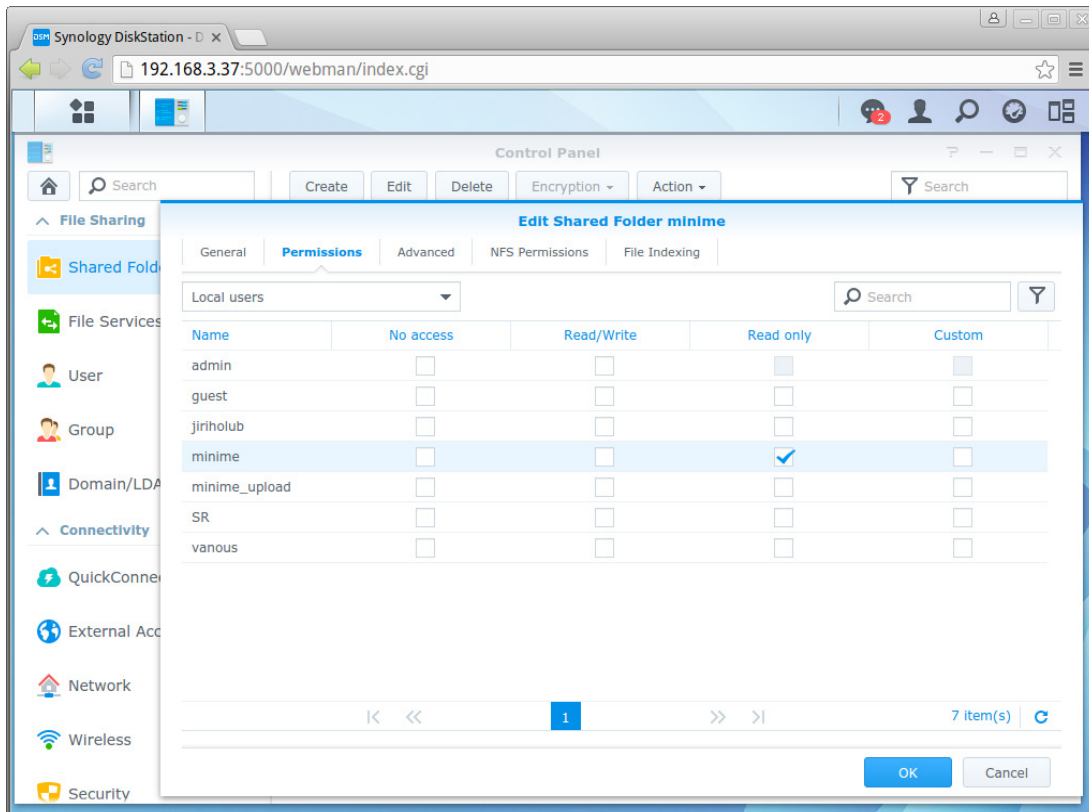 DSM Synology DiskStation - D
192.168.3.37:5000/webman/index.cgi
2
Control Panel
Search
Create Edit Delete Encryption Action
Search
File Sharing
Shared Fold
File Services
User
Group
Domain/LDA
Connectivity
QuickConne
External Acc
Network
Wireless
Security
Edit Shared Folder minime
General Permissions Advanced NFS Permissions File Indexing
Local users
Search
Name No access Read/Write Read only Custom
admin
guest
jiriholub
minime
minime_upload
SR
vanous
1
7 item(s)
OK Cancel